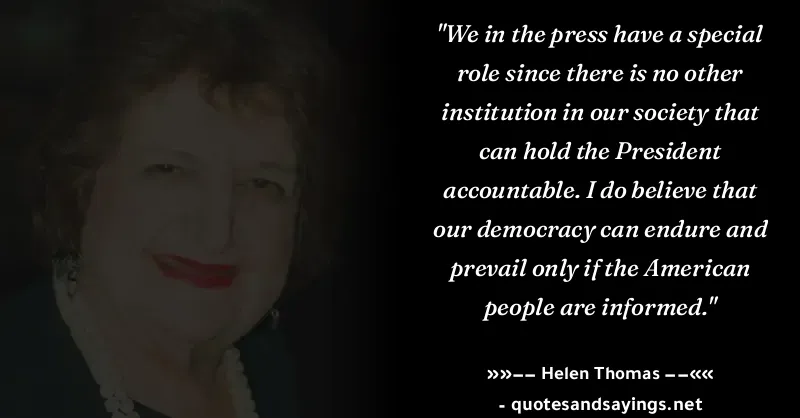 "We in the press have a special
role since there is no other
institution in our society that
can hold the President
accountable. I do believe that
our democracy can endure and
prevail only if the American
people are informed."
»»−− Helen Thomas −−««
- quotesandsayings.net